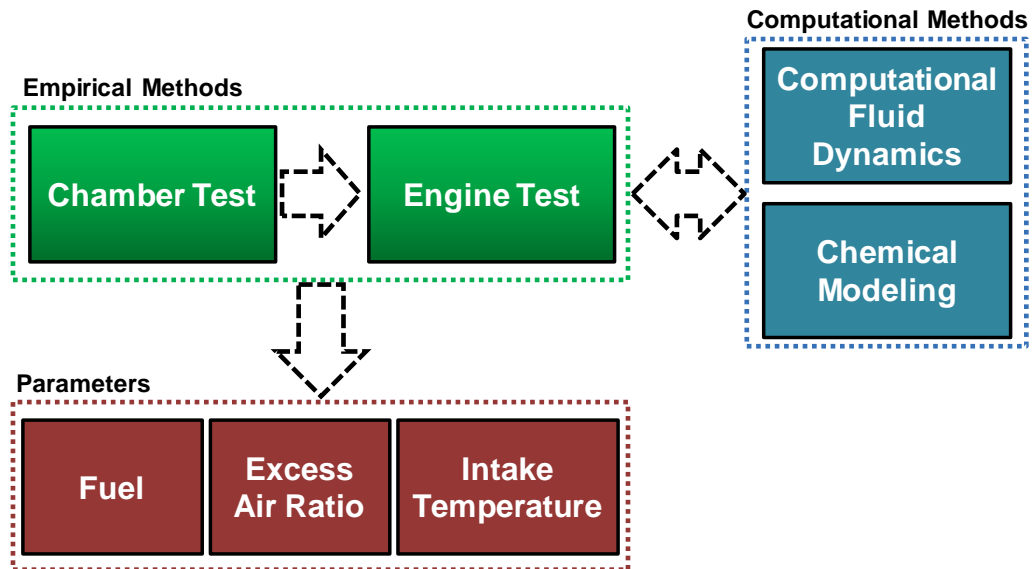 Computational Methods
Computational
Fluid
Dynamics
Chemical
Modeling
Empirical Methods
Chamber Test
Engine Test
Parameters
Fuel
Excess
Air Ratio
Intake
Temperature